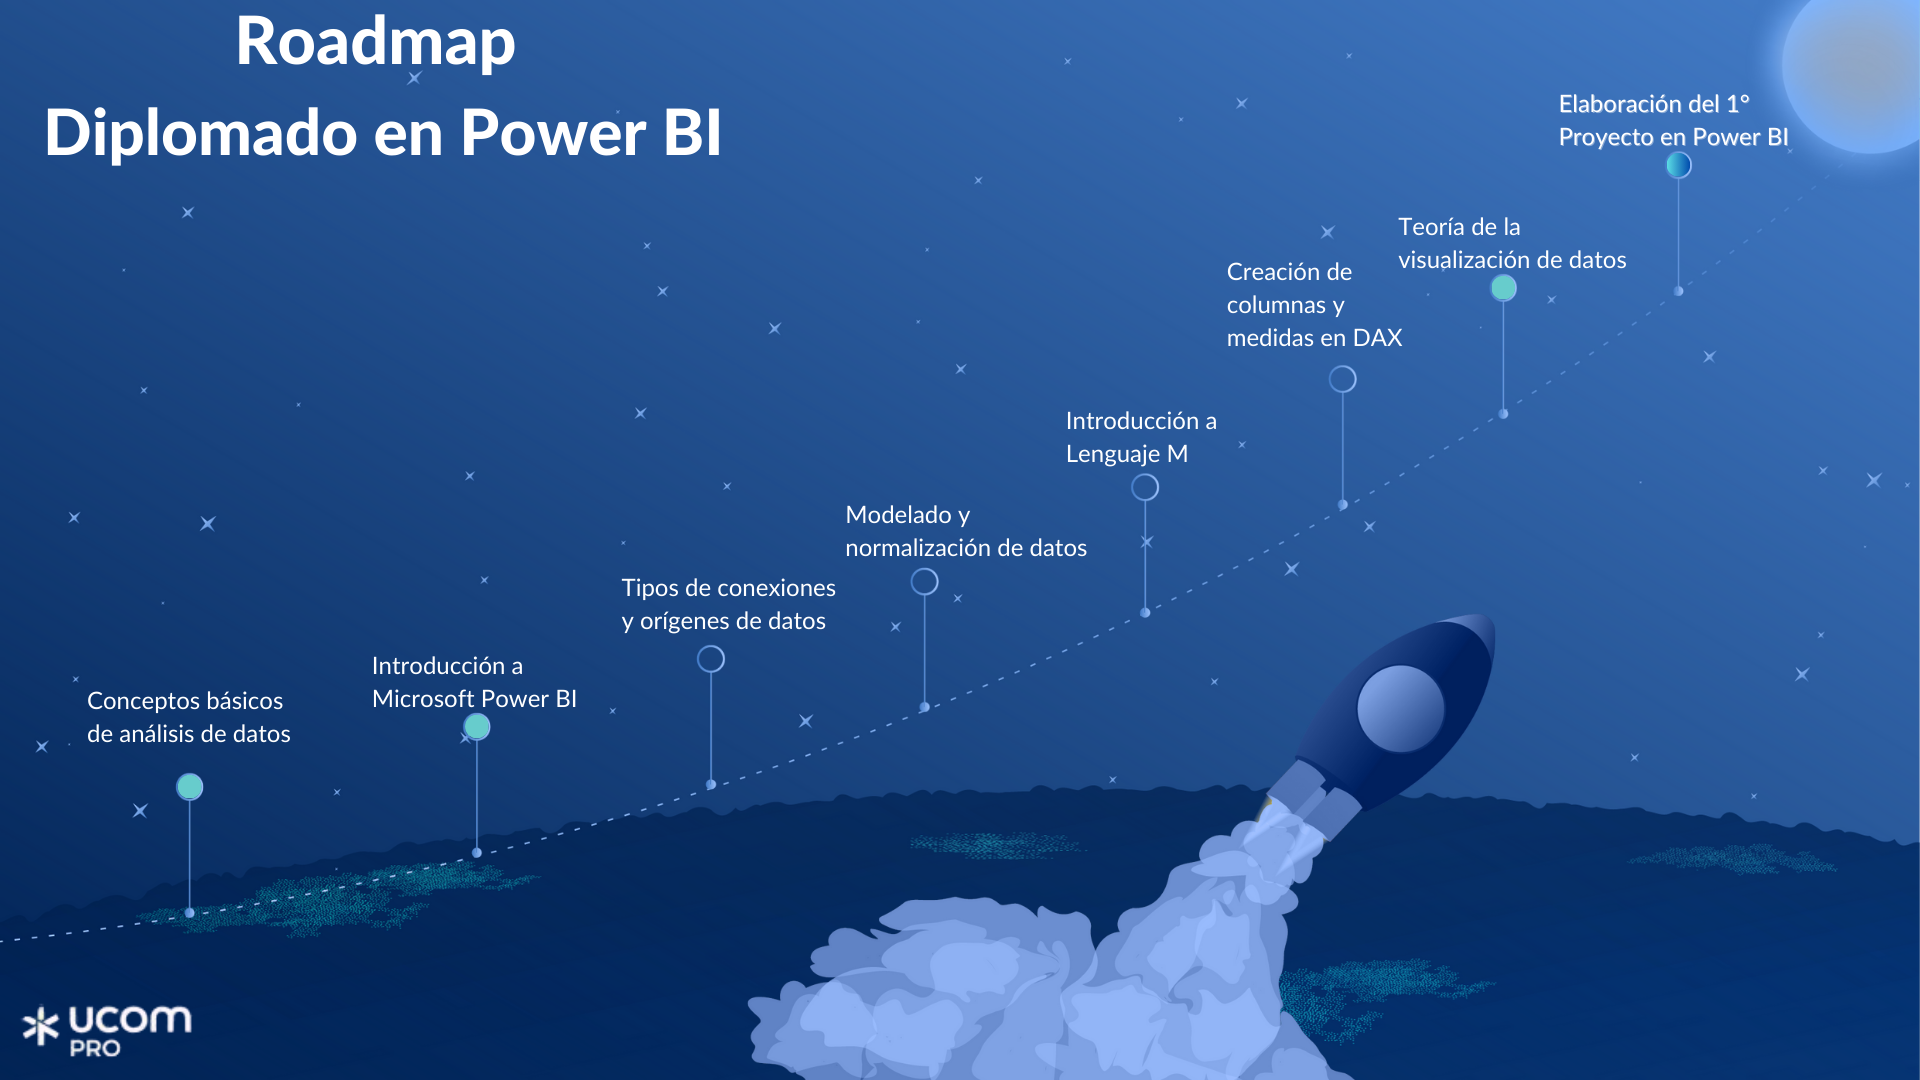 Roadmap
Diplomado en Power BI
Conceptos básicos
de análisis de datos
Introducción a
Microsoft Power BI
Tipos de conexiones
y orígenes de datos
Modelado y
normalización de datos
Introducción a
Lenguaje M
Creación de
columnas y
medidas en DAX
Teoría de la
visualización de datos
Elaboración del 1°
Proyecto en Power BI
UCOM
PRO